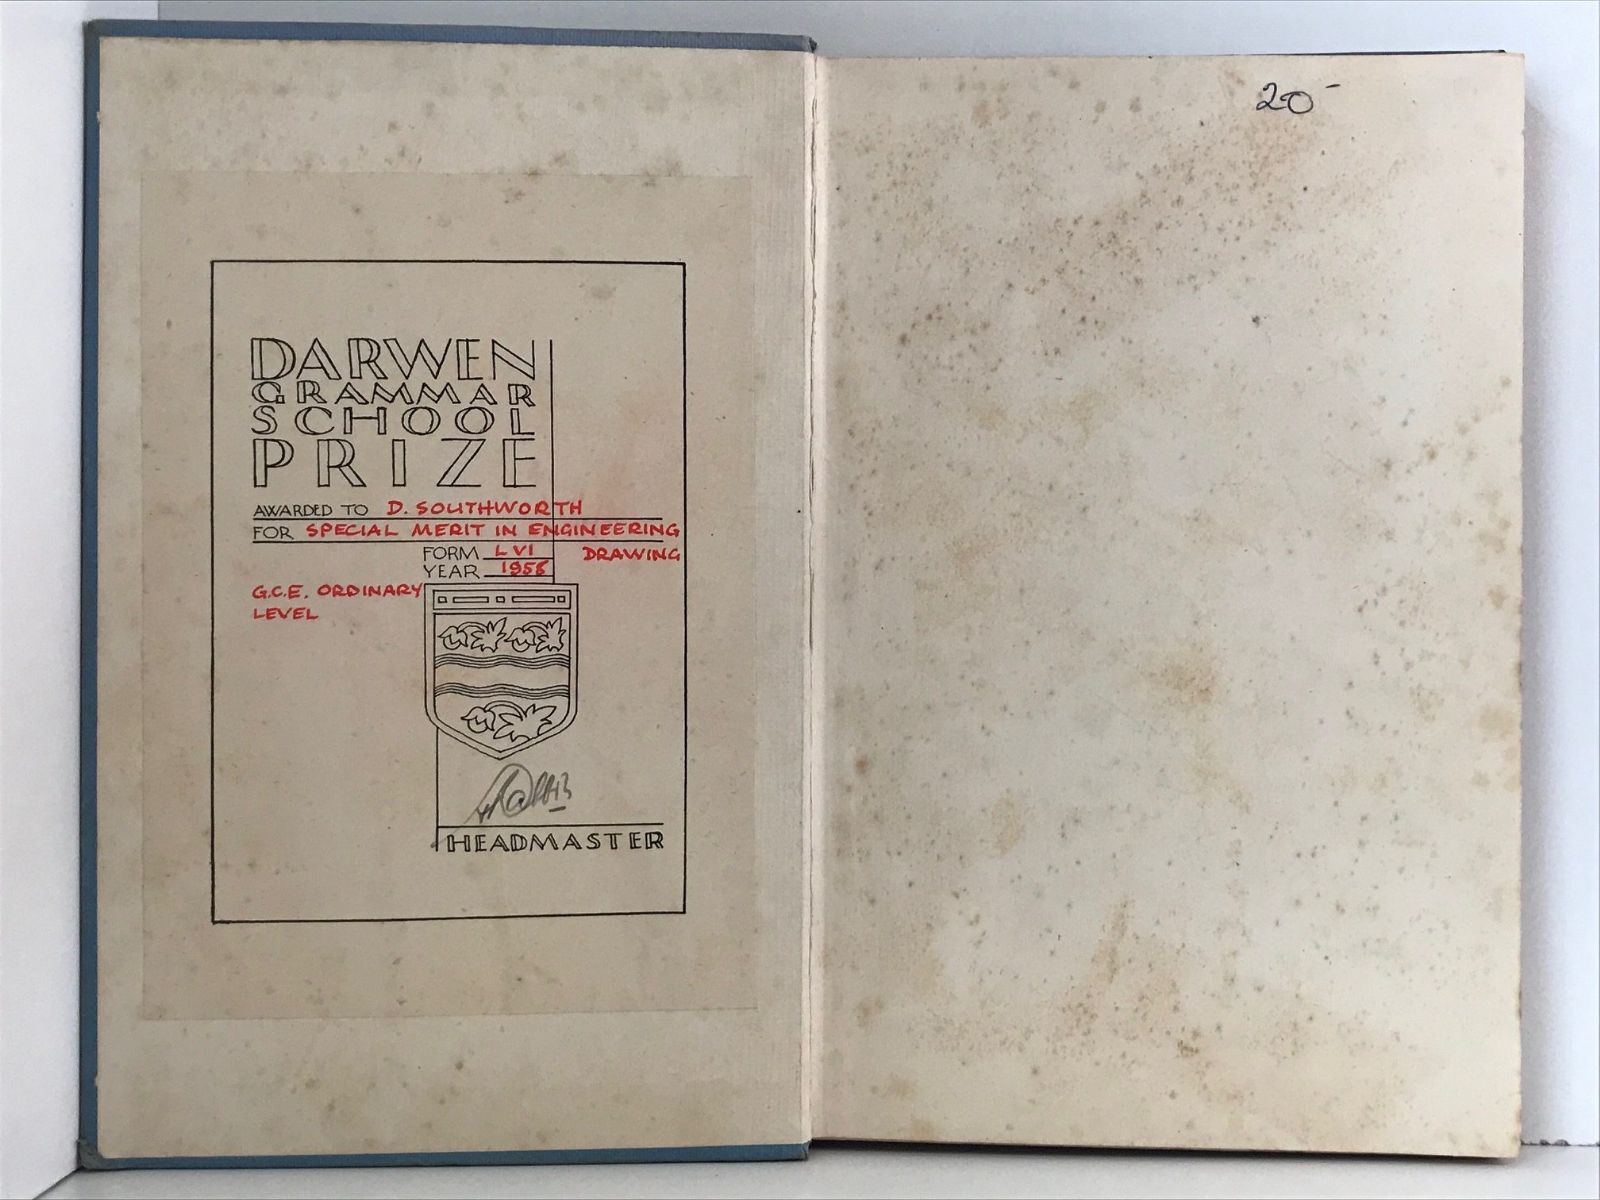 DARWEN
GRAMMAR
SCHOOL
PRIZE
AWARDED TO D. SOUTHWORTH
FOR SPECIAL MERIT IN ENGINEERING
FORM LVI DRAWING
YEAR 1956
G.C.E. ORDINARY
LEVEL
HEADMASTER
20-